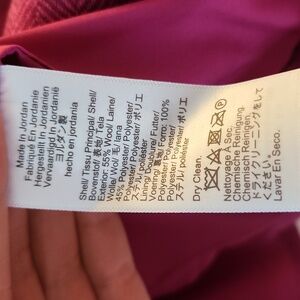 Made in Jordan
Fabriqué En Jordanie
Hergestellt In Jordanien
Vervaardigd In Jordanië
ヨルダン製
hecho en jordania
Shell/ Tissu Principal/ Shell/
Bovenstof/ 表地/ Tela
Exterior: 55% Wool/ Laine/
Wolle/ Wol/ 毛/ lana
45% Polyester/ Polyester/
Polyester/ Polyester/ ポリエ
ステル/ poliéster
Lining/ Doublure/ Futter/
Voering/ 裏地/ Forro: 100%
Polyester/ Polyester/
Polyester/ Polyester/ ポリエ
ステル/ poliéster
Dry Clean.
Nettoyage À Sec.
Chemische Reinigung.
Chemisch Reinigen.
ドライクリーニングをして
ください。
Lavar En Seco.